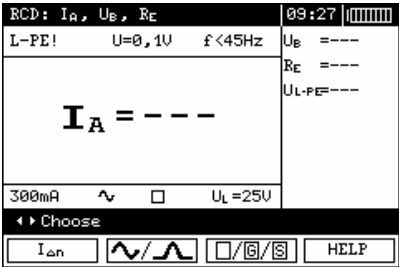 RCD: IA, UB, RE 09:27
L-PE! U=0,1V f<45Hz
UB =---
RE =---
UL-PE=---
IA=---
300mA UL=25V
Choose
IΔn
/G/S
HELP